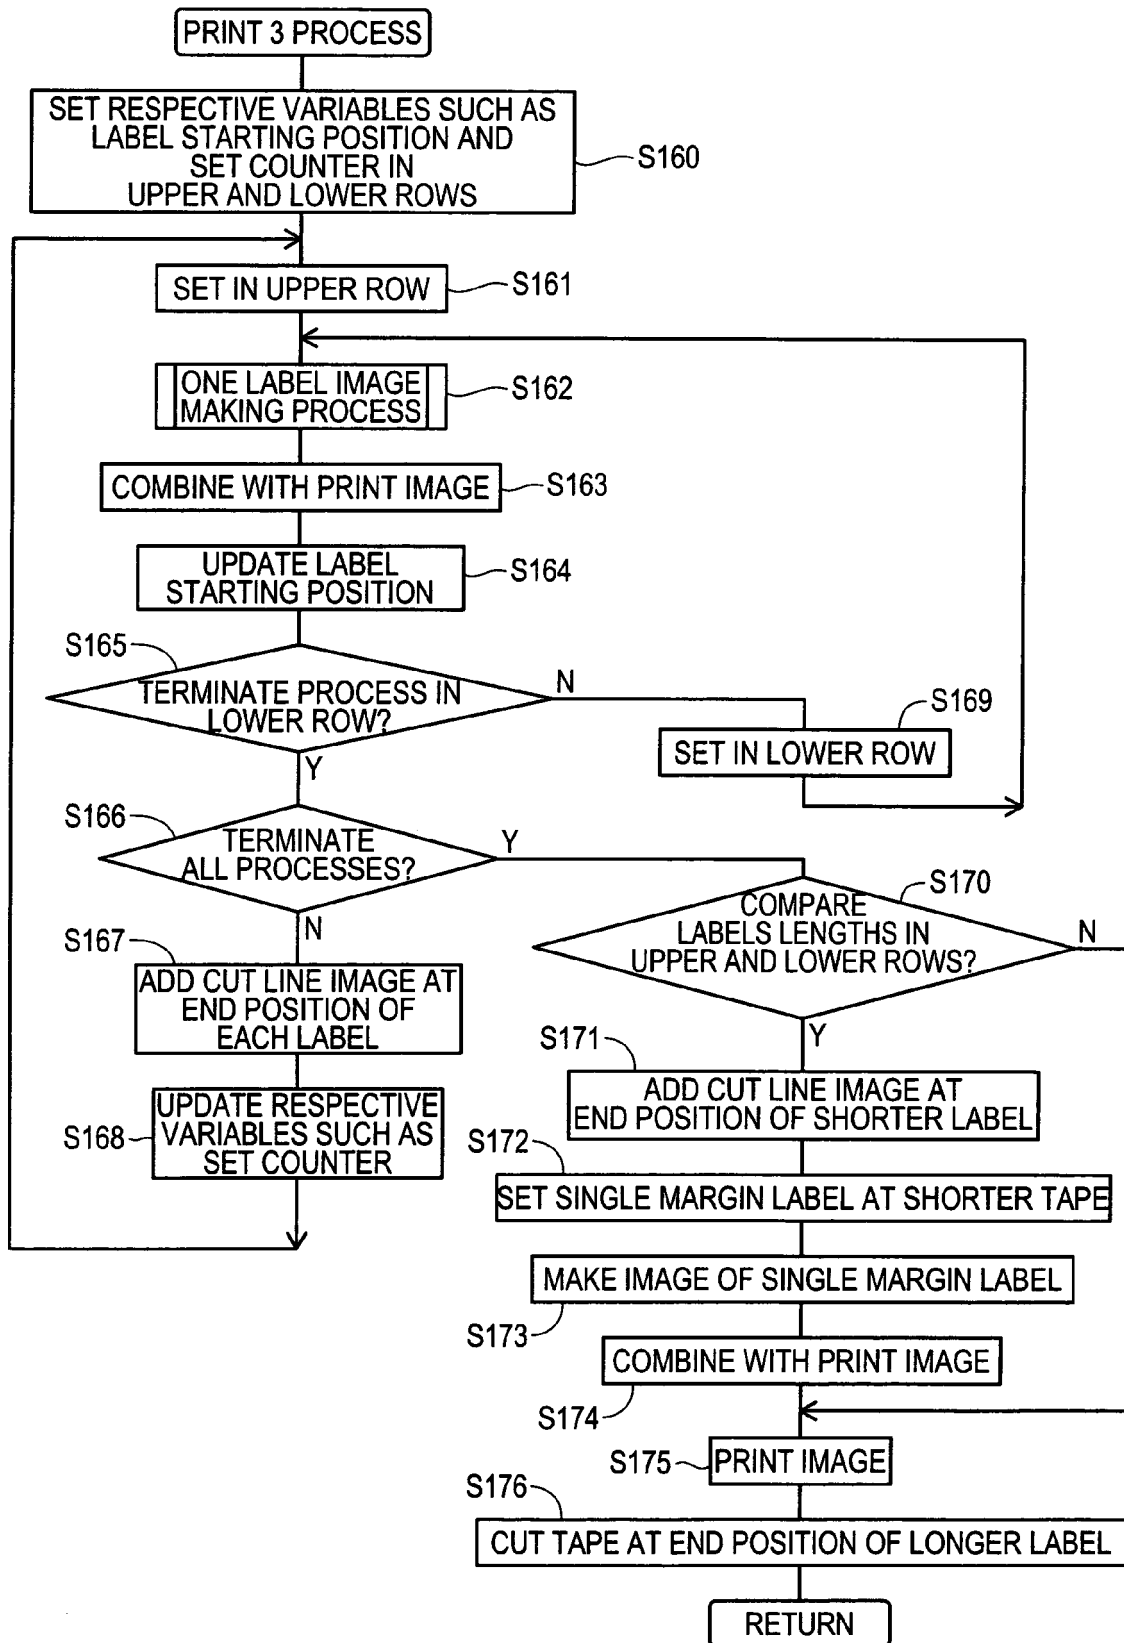 PRINT 3 PROCESS
SET RESPECTIVE VARIABLES SUCH AS
LABEL STARTING POSITION AND
SET COUNTER IN
UPPER AND LOWER ROWS
S160
SET IN UPPER ROW
S161
ONE LABEL IMAGE
MAKING PROCESS
S162
COMBINE WITH PRINT IMAGE
S163
UPDATE LABEL
STARTING POSITION
S164
S165
TERMINATE PROCESS IN
LOWER ROW?
N
Y
S169
SET IN LOWER ROW
S166
TERMINATE
ALL PROCESSES?
Y
N
S167
ADD CUT LINE IMAGE AT
END POSITION OF
EACH LABEL
S168
UPDATE RESPECTIVE
VARIABLES SUCH AS
SET COUNTER
S170
COMPARE
LABELS LENGTHS IN
UPPER AND LOWER ROWS?
N
Y
S171
ADD CUT LINE IMAGE AT
END POSITION OF SHORTER LABEL
S172
SET SINGLE MARGIN LABEL AT SHORTER TAPE
MAKE IMAGE OF SINGLE MARGIN LABEL
S173
COMBINE WITH PRINT IMAGE
S174
S175
PRINT IMAGE
S176
CUT TAPE AT END POSITION OF LONGER LABEL
RETURN